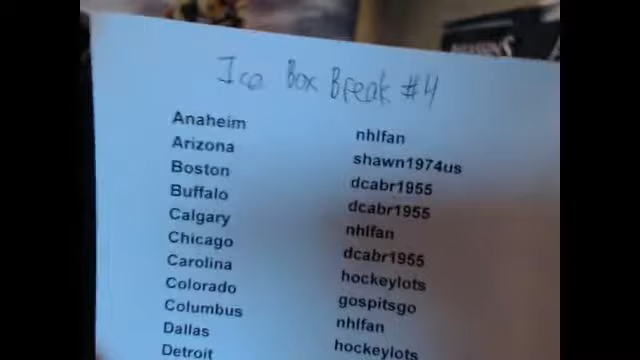 Ice Box Break #4
Anaheim nhlfan
Arizona shawn1974us
Boston dcabr1955
Buffalo dcabr1955
Calgary nhlfan
Chicago dcabr1955
Carolina hockeylots
Colorado gospitsgo
Columbus nhlfan
Dallas hockeylots
Detroit